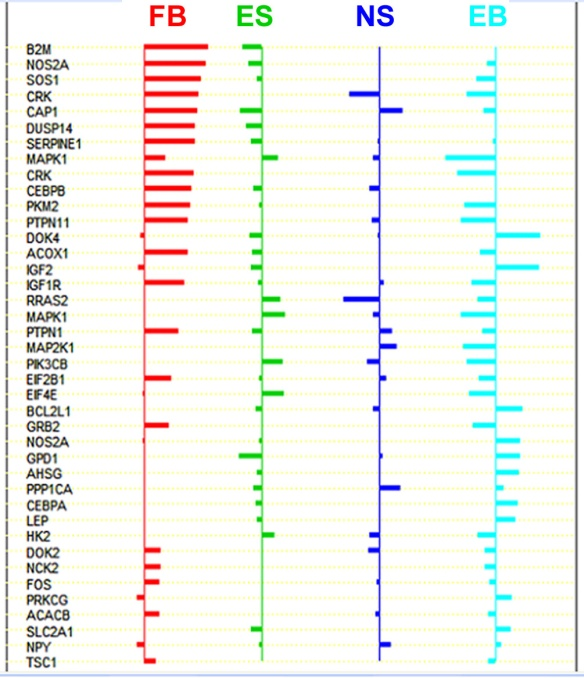 FB ES NS EB
B2M
NOS2A
SOS1
CRK
CAP1
DUSP14
SERPINE1
MAPK1
CRK
CEBPB
PKM2
PTPN11
DOK4
ACOX1
IGF2
IGF1R
RRAS2
MAPK1
PTPN1
MAP2K1
PIK3CB
EIF2B1
EIF4E
BCL2L1
GRB2
NOS2A
GPD1
AHSG
PPP1CA
CEBPA
LEP
HK2
DOK2
NCK2
FOS
PRKCG
ACACB
SLC2A1
NPY
TSC1